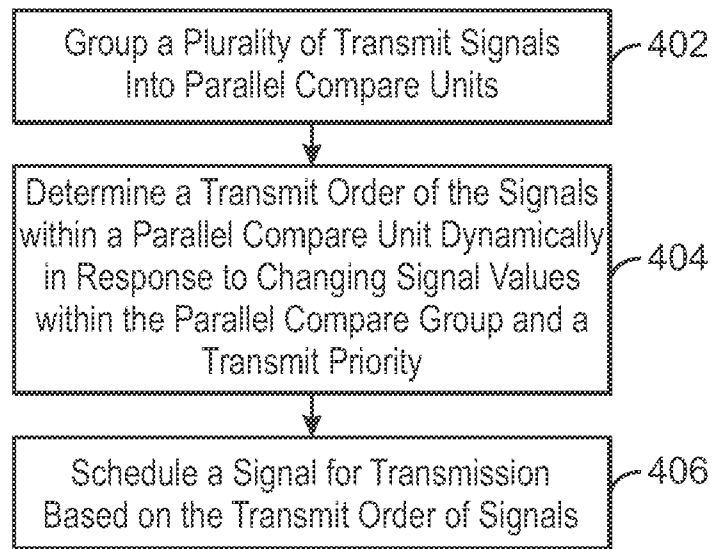 Group a Plurality of Transmit Signals
Into Parallel Compare Units
402
Determine a Transmit Order of the Signals
within a Parallel Compare Unit Dynamically
in Response to Changing Signal Values
within the Parallel Compare Group and a
Transmit Priority
404
Schedule a Signal for Transmission
Based on the Transmit Order of Signals
406